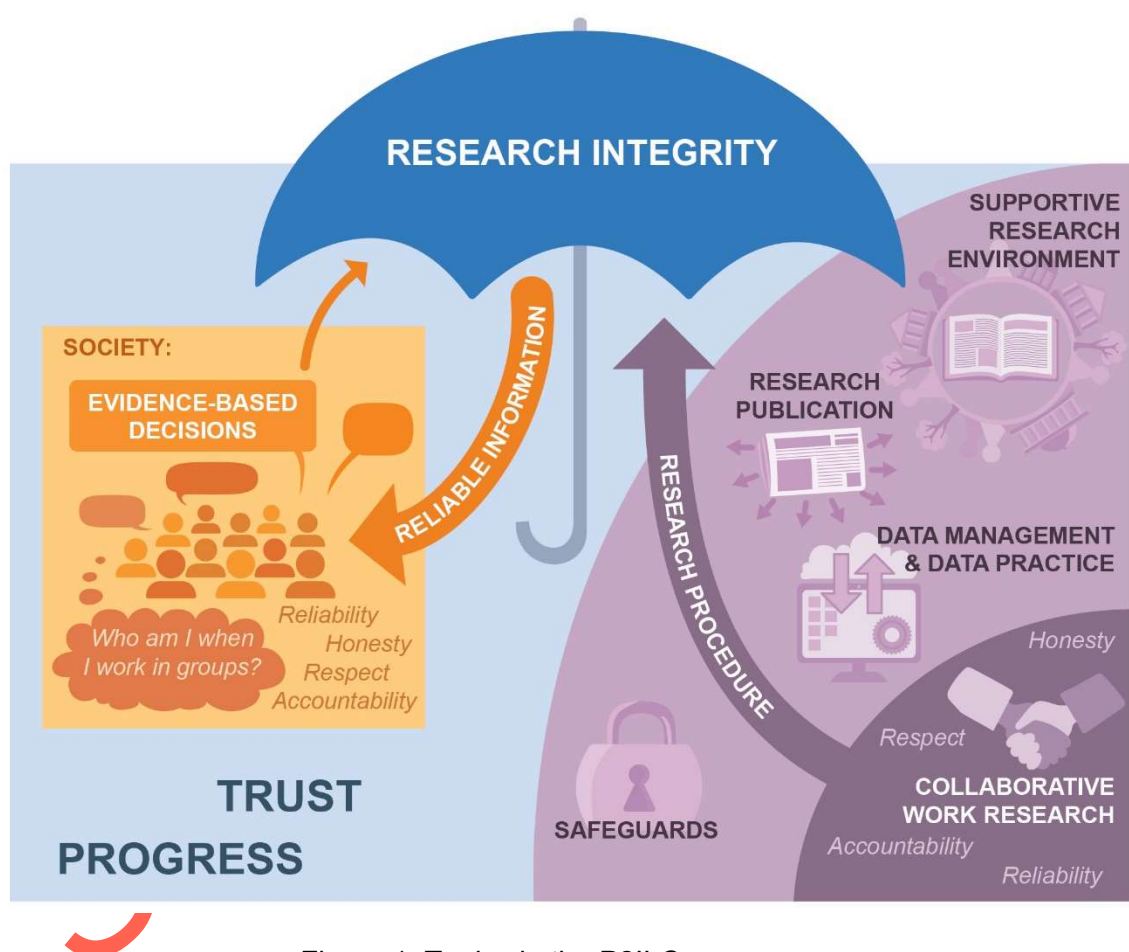 RESEARCH INTEGRITY
SUPPORTIVE
RESEARCH
ENVIRONMENT
SOCIETY:
EVIDENCE-BASED
DECISIONS
RELIABLE INFORMATION
RESEARCH
PUBLICATION
RESEARCH PROCEDURE
DATA MANAGEMENT
& DATA PRACTICE
Who am I when
I work in groups?
Reliability
Honesty
Respect
Accountability
Honesty
Respect
COLLABORATIVE
WORK RESEARCH
Accountability
Reliability
SAFEGUARDS
TRUST
PROGRESS